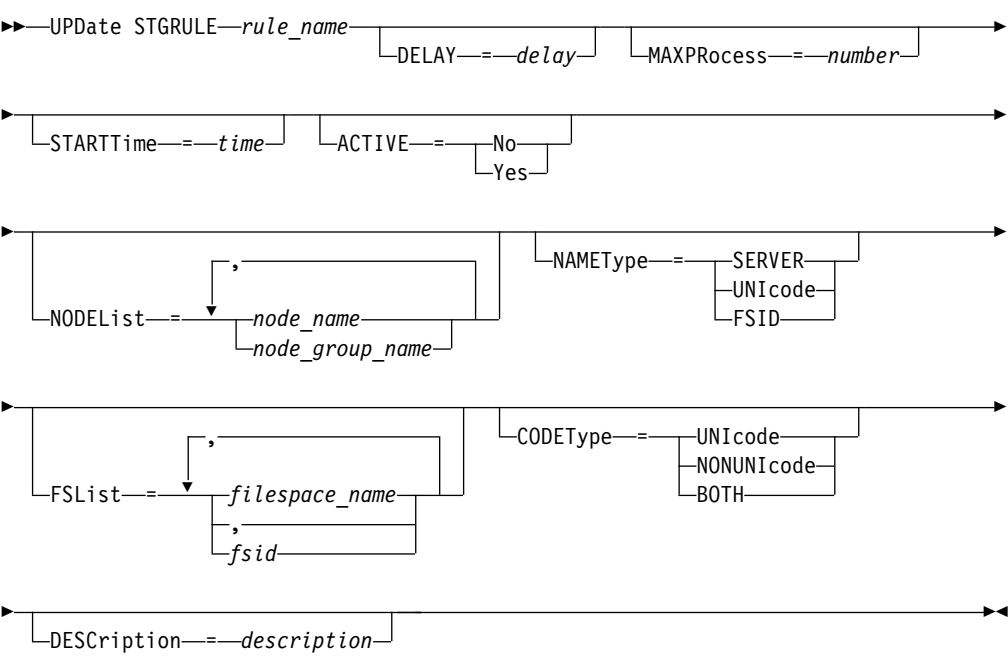 UPDate STGRULE rule_name
DELAY = delay
MAXPRocess = number
STARTTime = time
ACTIVE = No
Yes
,
NODEList = node_name
node_group_name
NAMEType = SERVER
UNIcode
FSID
,
FSList = filespace_name
,
fsid
CODEType = UNIcode
NONUNIcode
BOTH
DESCription = description